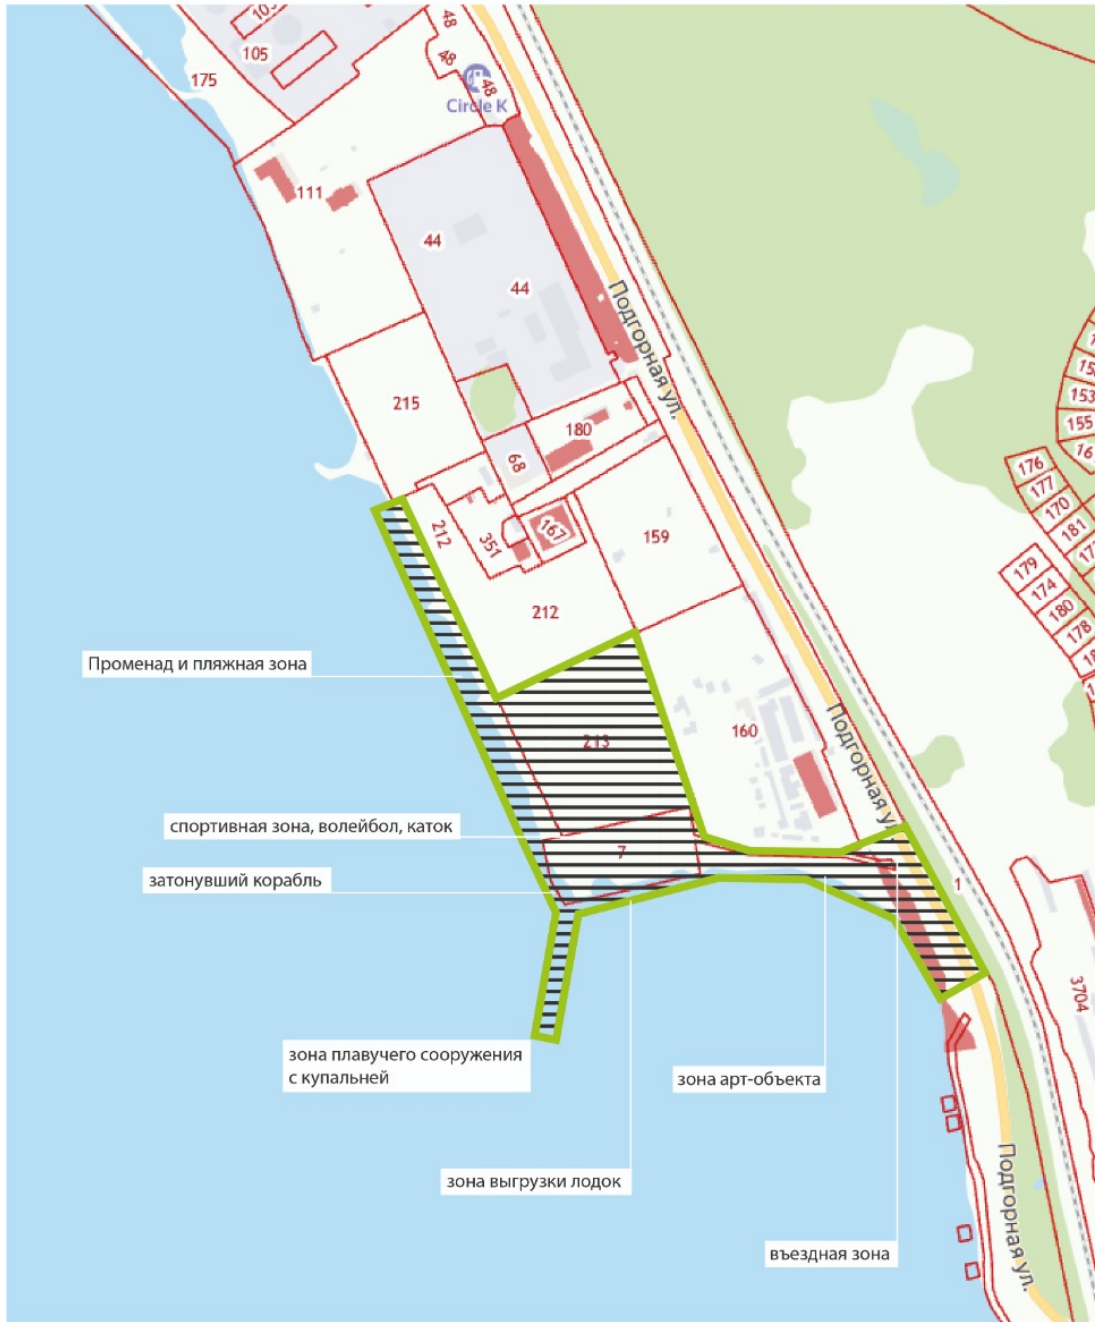 103
48
105
48
175
48
Circle K
111
44
44
Подгорная ул.
215
180
68
153
155
16
176
177
170
181
212
351
167
159
179
174
180
178
212
Променад и пляжная зона
213
160
Подгорная ул.
спортивная зона, волейбол, каток
7
затонувший корабль
1
3704
зона плавучего сооружения
с купальней
зона арт-объекта
зона выгрузки лодок
Подгорная ул.
въездная зона